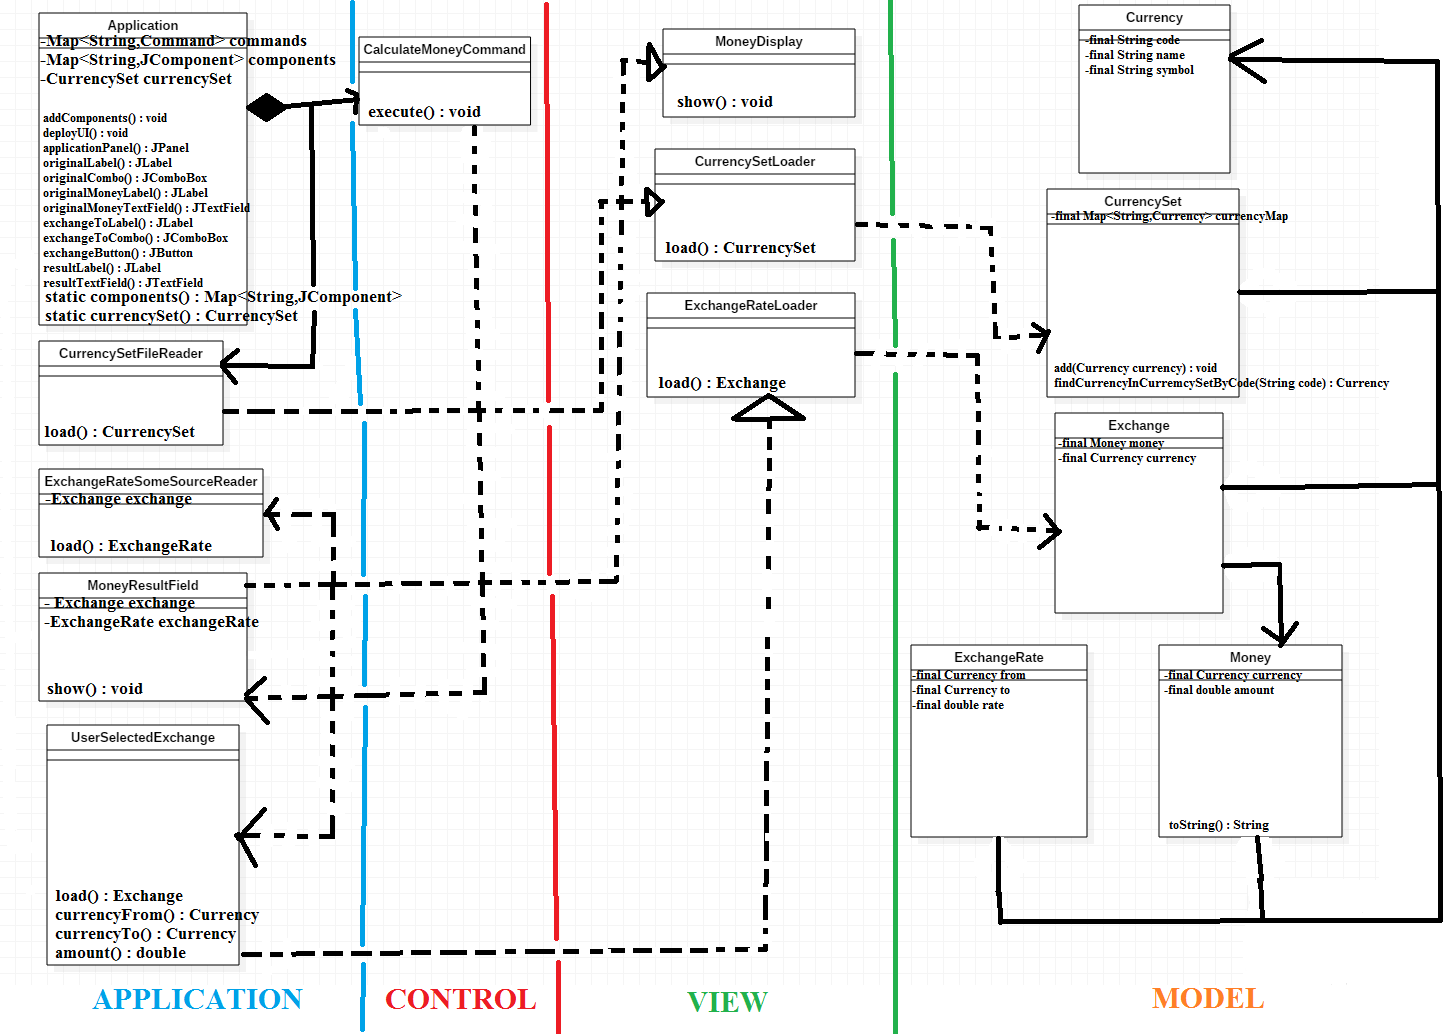 Application
-Map<String,Command> commands
-Map<String,JComponent> components
-CurrencySet currencySet
addComponents() : void
deployUI() : void
applicationPanel() : JPanel
originalLabel() : JLabel
originalCombo() : JComboBox
originalMoneyLabel() : JLabel
originalMoneyTextField() : JTextField
exchangeToLabel() : JLabel
exchangeToCombo() : JComboBox
exchangeButton() : JButton
resultLabel() : JLabel
resultTextField() : JTextField
static components() : Map<String,JComponent>
static currencySet() : CurrencySet
CurrencySetFileReader
load() : CurrencySet
ExchangeRateSomeSourceReader
-Exchange exchange
load() : ExchangeRate
MoneyResultField
- Exchange exchange
-ExchangeRate exchangeRate
show() : void
UserSelectedExchange
load() : Exchange
currencyFrom() : Currency
currencyTo() : Currency
amount() : double
CalculateMoneyCommand
execute() : void
MoneyDisplay
show() : void
CurrencySetLoader
load() : CurrencySet
ExchangeRateLoader
load() : Exchange
Currency
-final String code
-final String name
-final String symbol
CurrencySet
-final Map<String,Currency> currencyMap
add(Currency currency) : void
findCurrencyInCurremcySetByCode(String code) : Currency
Exchange
-final Money money
-final Currency currency
ExchangeRate
-final Currency from
-final Currency to
-final double rate
Money
-final Currency currency
-final double amount
toString() : String
APPLICATION
CONTROL
VIEW
MODEL